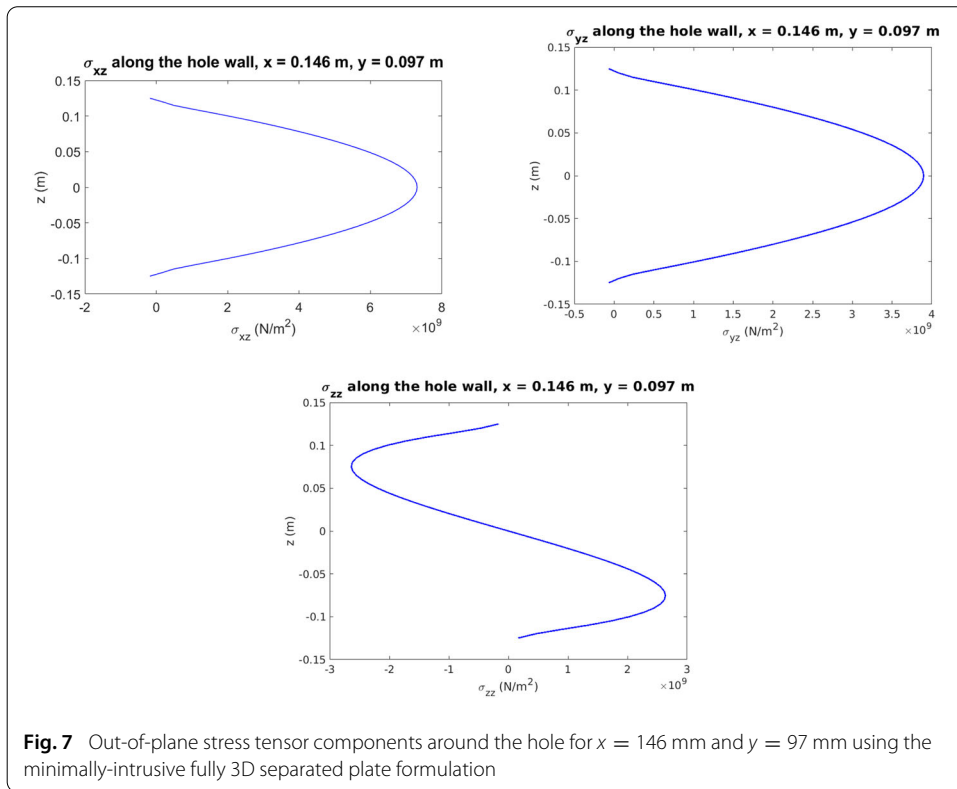 σxz along the hole wall, x = 0.146 m, y = 0.097 m
0.15
0.1
0.05
0
-0.05
-0.1
-0.15
z (m)
-2 0 2 4 6 8
σxz (N/m²) ×10⁹
σyz along the hole wall, x = 0.146 m, y = 0.097 m
0.15
0.1
0.05
0
-0.05
-0.1
-0.15
z (m)
-0.5 0 0.5 1 1.5 2 2.5 3 3.5 4
σyz (N/m²) ×10⁹
σzz along the hole wall, x = 0.146 m, y = 0.097 m
0.15
0.1
0.05
0
-0.05
-0.1
-0.15
z (m)
-3 -2 -1 0 1 2 3
σzz (N/m²) ×10⁹
Fig. 7 Out-of-plane stress tensor components around the hole for x = 146 mm and y = 97 mm using the
minimally-intrusive fully 3D separated plate formulation